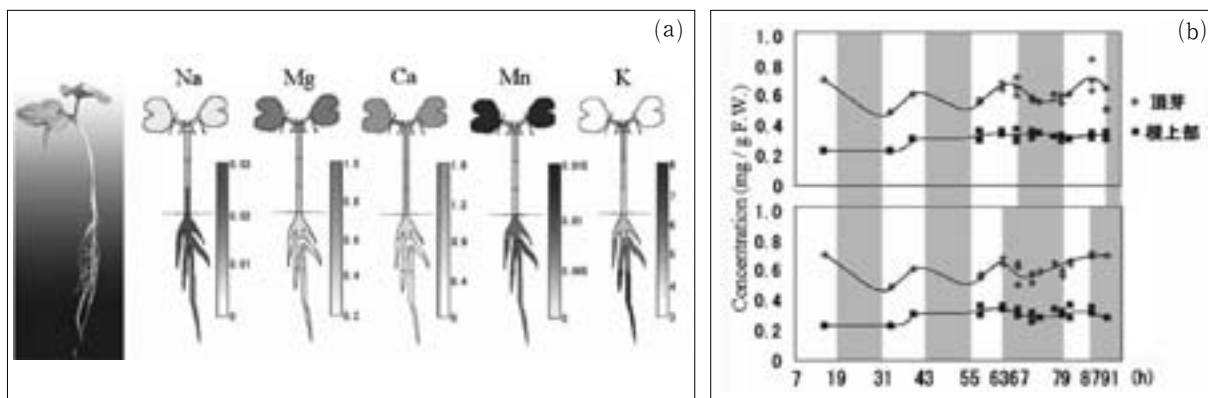 (a)
Na Mg Ca Mn K
0.03 1.0 0.015 8
0.02 0.8 7
0.01 6
0.6 0.01 5
0.4 0.8 0.005
0 0.2 0.4 0
(b)
1.0
0.8
0.6
0.4
0.2
0
頂芽
根上部
Concentration (mg / g F.W.)
1.0
0.8
0.6
0.4
0.2
0
7 19 31 43 55 63 67 79 87 91 (h)